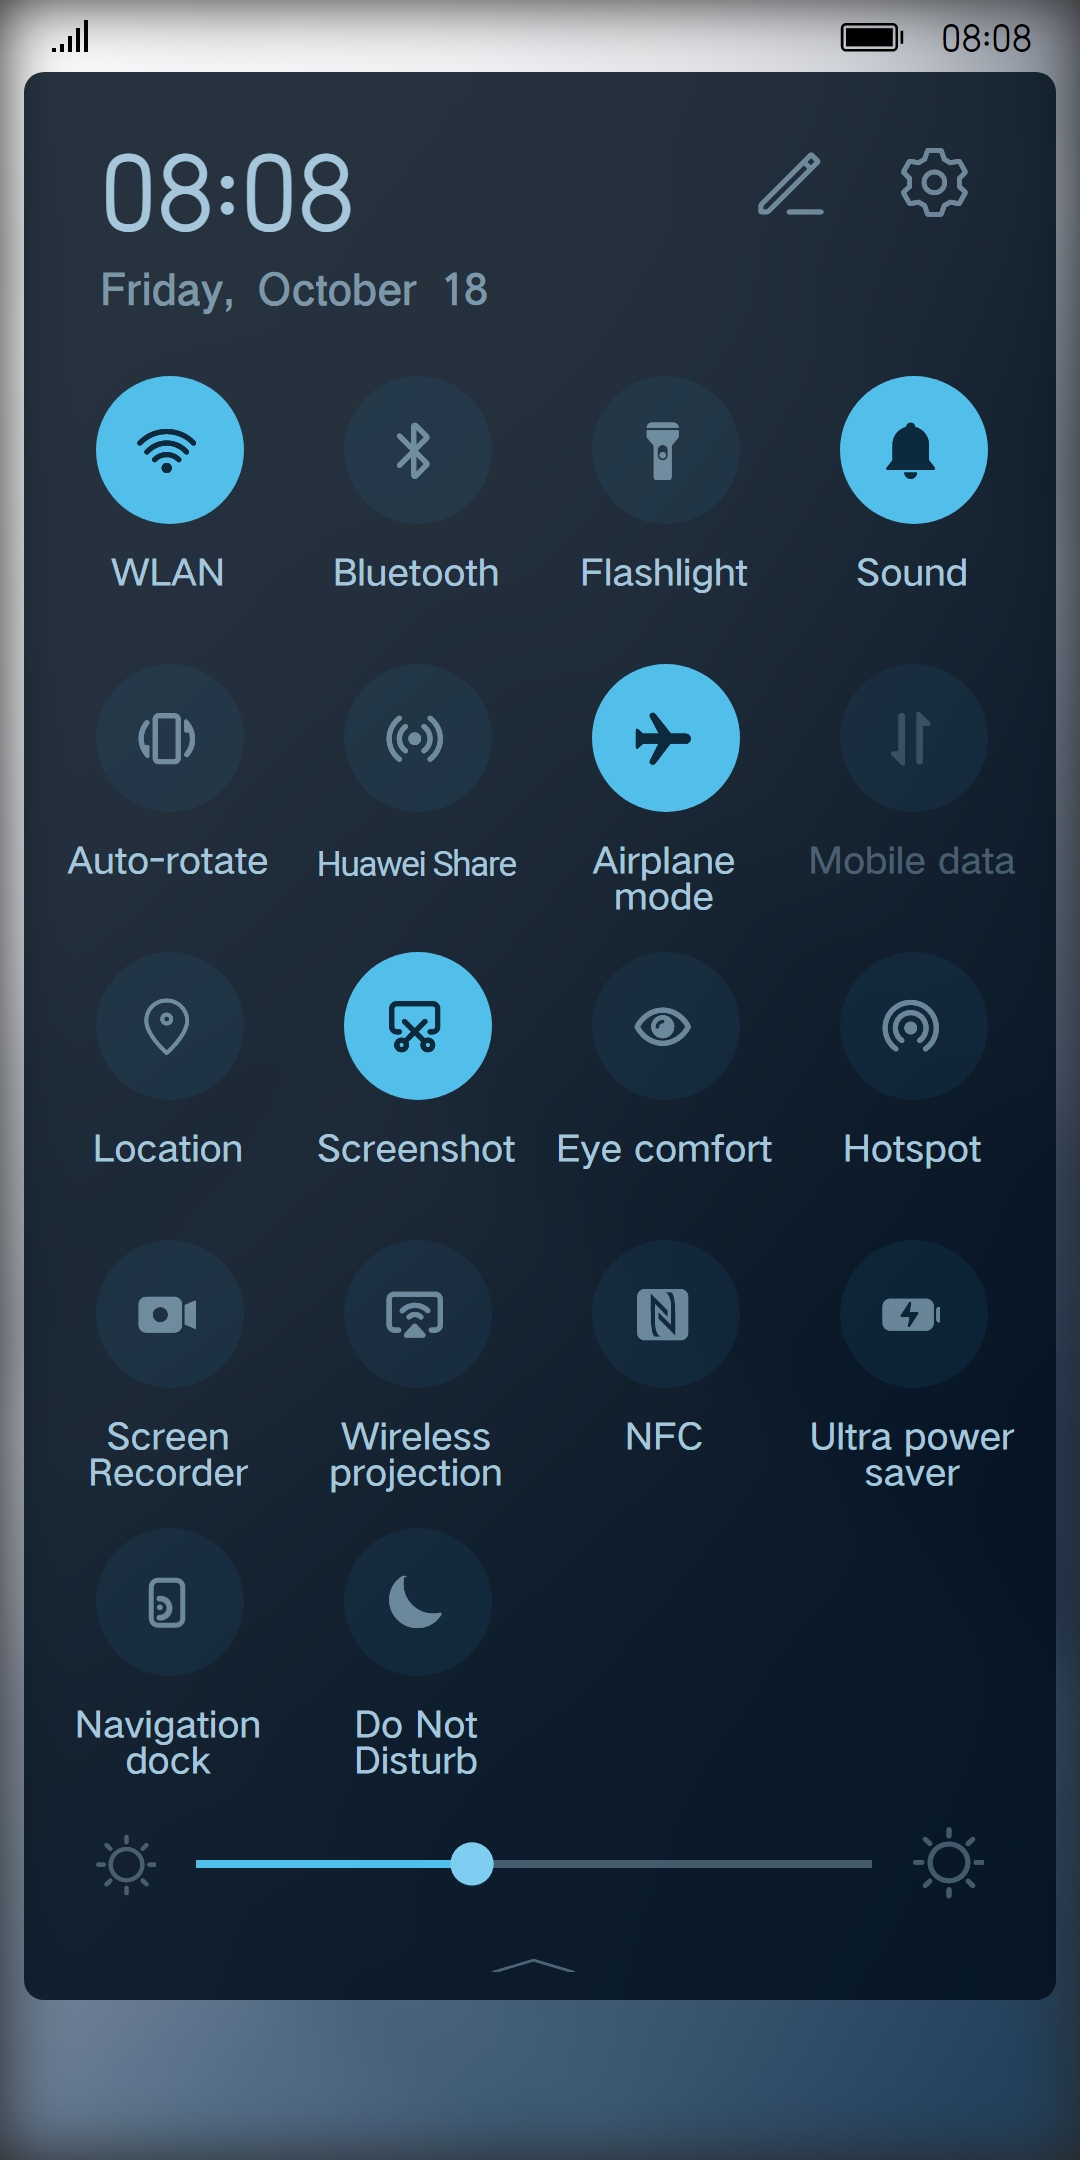 08:08
08:08
Friday, October 18
WLAN
Bluetooth
Flashlight
Sound
Auto-rotate
Huawei Share
Airplane
mode
Mobile data
Location
Screenshot
Eye comfort
Hotspot
Screen
Recorder
Wireless
projection
NFC
Ultra power
saver
Navigation
dock
Do Not
Disturb